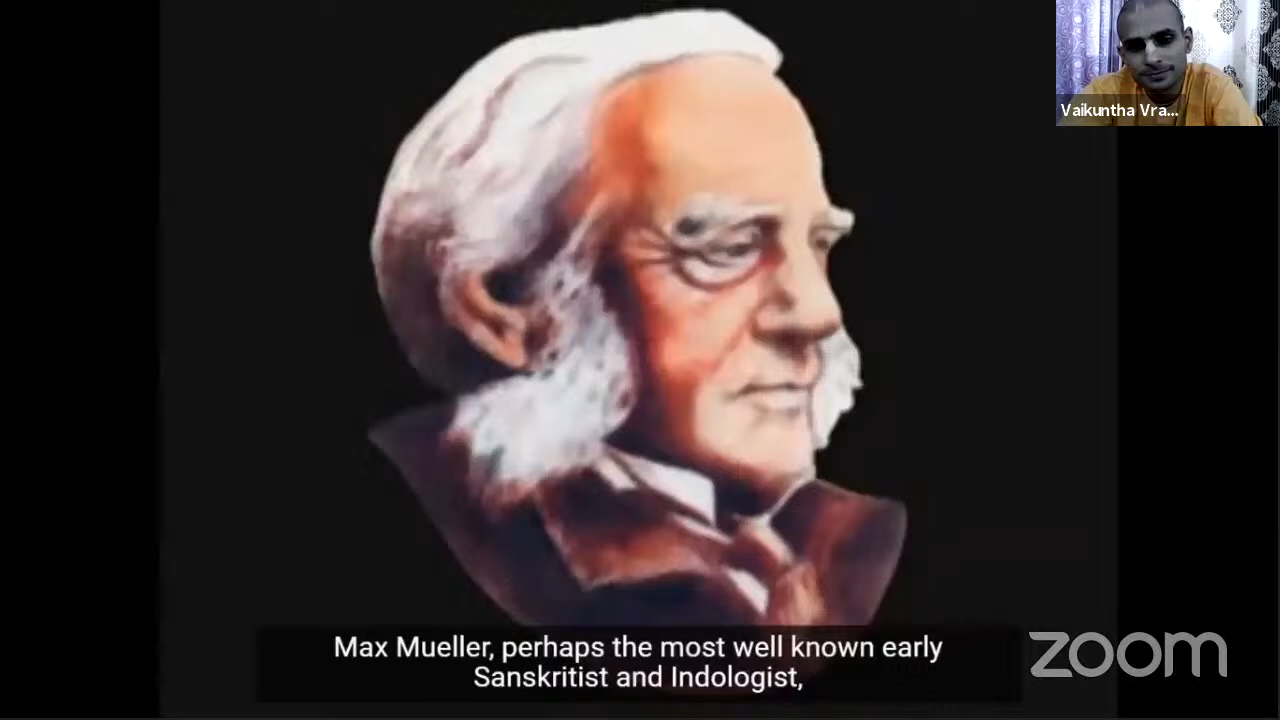 Vaikuntha Vra...
Max Mueller, perhaps the most well known early
Sanskritist and Indologist,
zoom